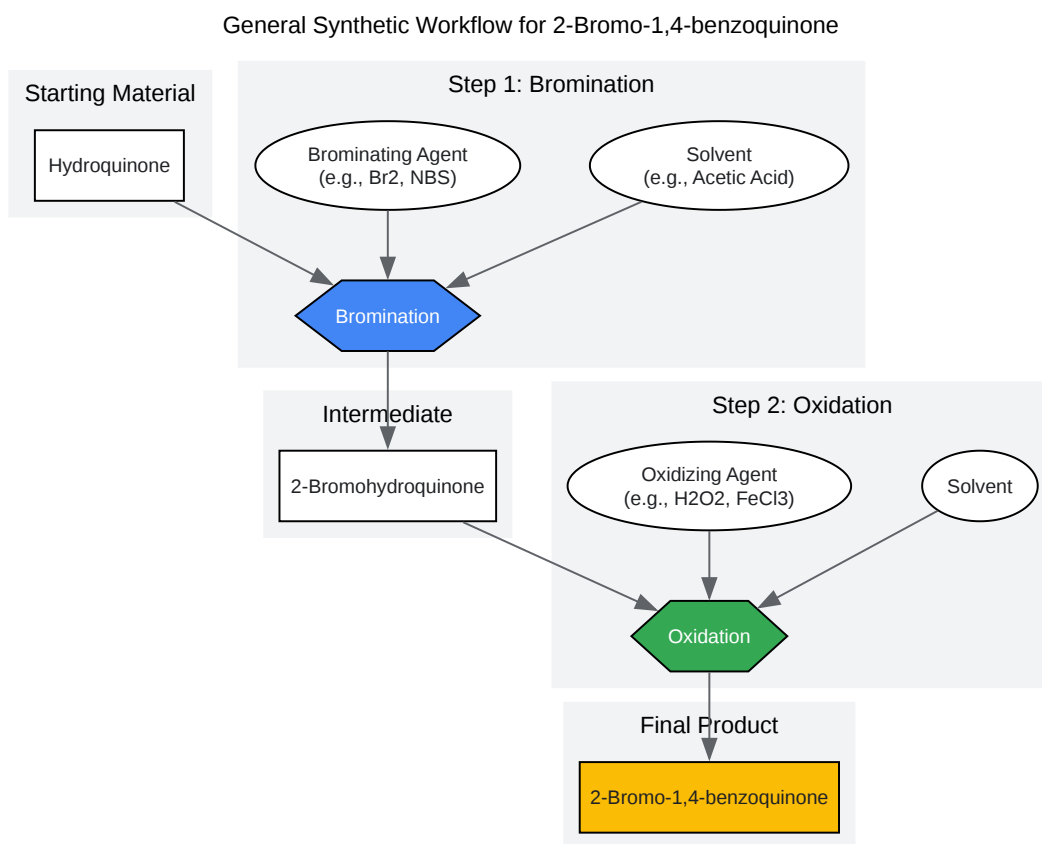 General Synthetic Workflow for 2-Bromo-1,4-benzoquinone
Starting Material
Hydroquinone
Step 1: Bromination
Brominating Agent
(e.g., Br2, NBS)
Solvent
(e.g., Acetic Acid)
Bromination
Intermediate
2-Bromohydroquinone
Step 2: Oxidation
Oxidizing Agent
(e.g., H2O2, FeCl3)
Solvent
Oxidation
Final Product
2-Bromo-1,4-benzoquinone